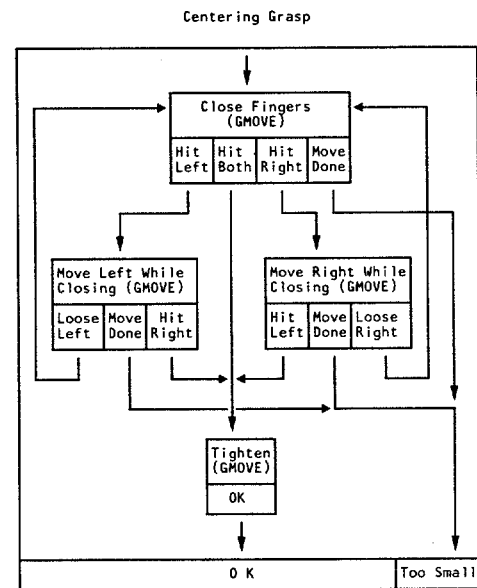 Centering Grasp
Close Fingers
(GMOVE)
Hit Left
Hit Both
Hit Right
Move Done
Move Left While
Closing (GMOVE)
Loose Left
Move Done
Hit Right
Move Right While
Closing (GMOVE)
Hit Left
Move Done
Loose Right
Tighten
(GMOVE)
OK
O K
Too Small